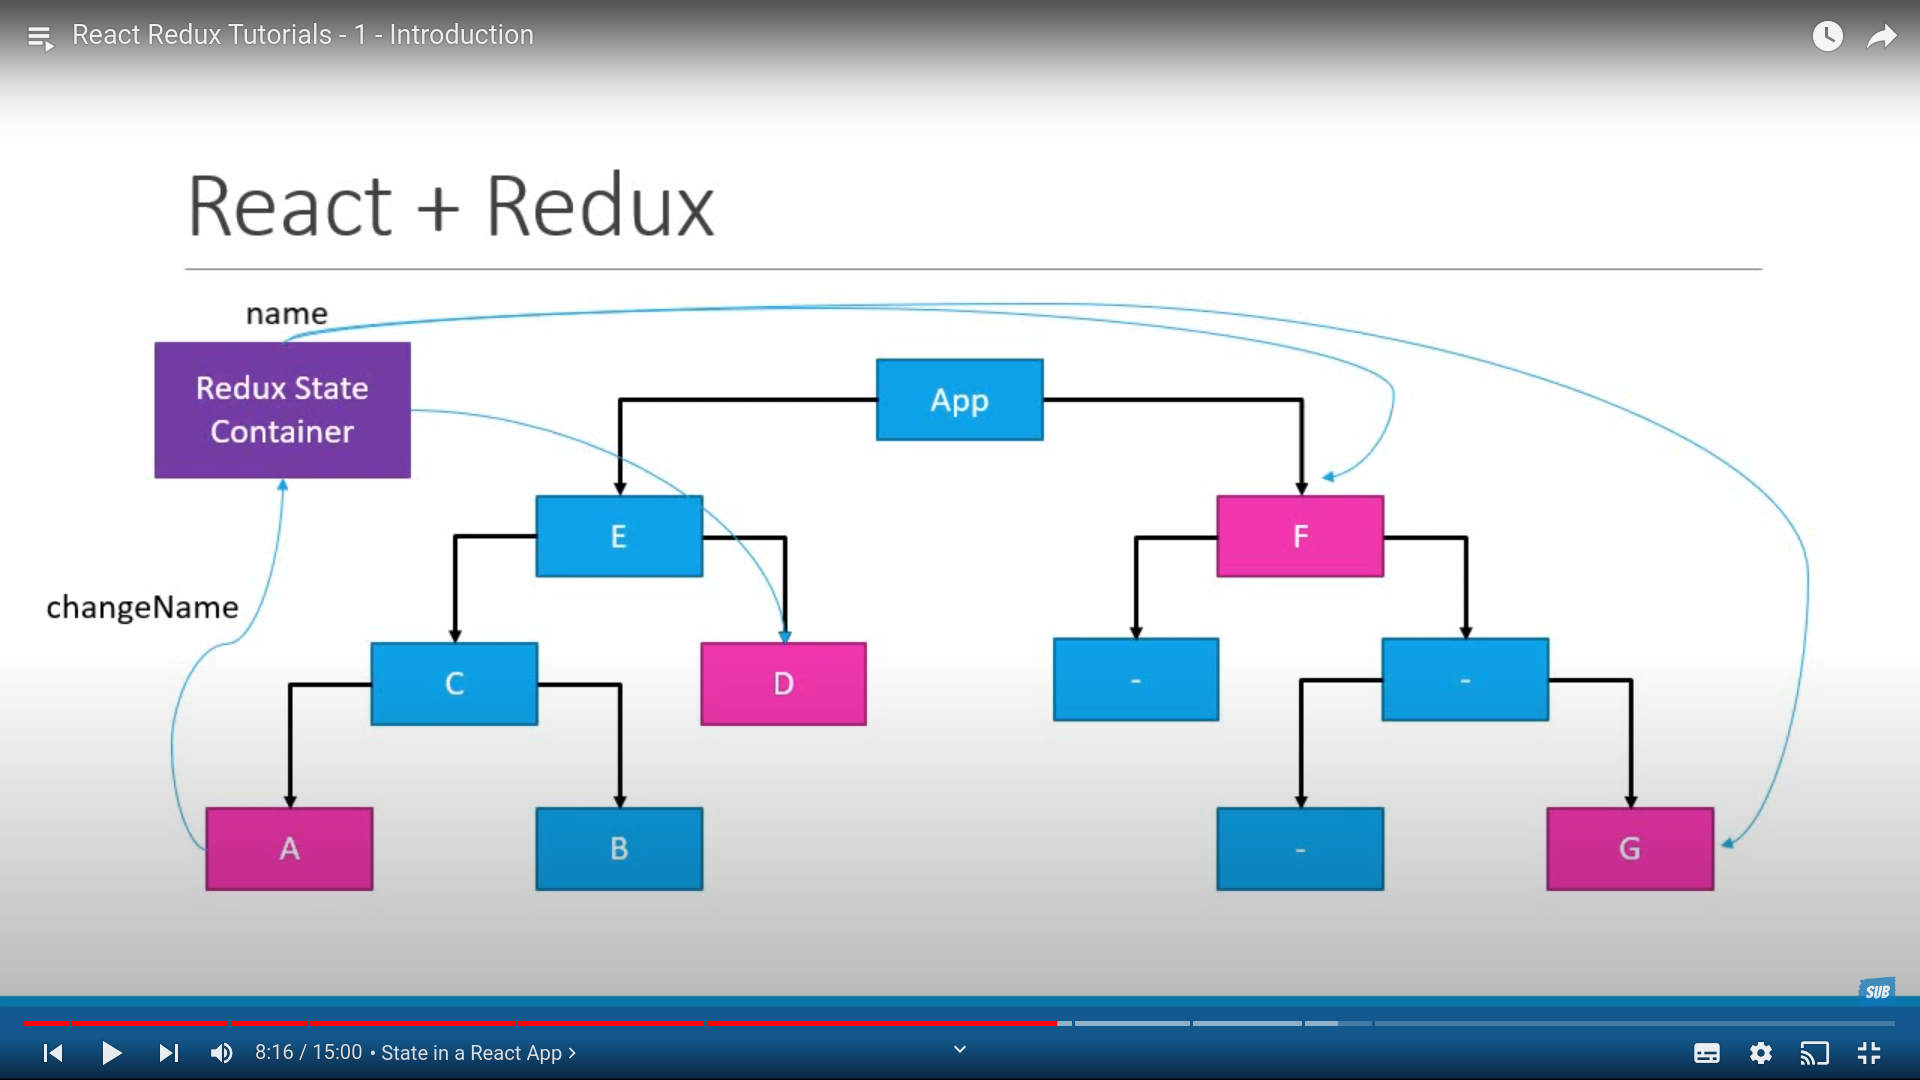 React Redux Tutorials - 1 - Introduction
React + Redux
name
Redux State
Container
App
E
F
changeName
C
D
-
-
A
B
-
G
SUB
8:16 / 15:00 • State in a React App >